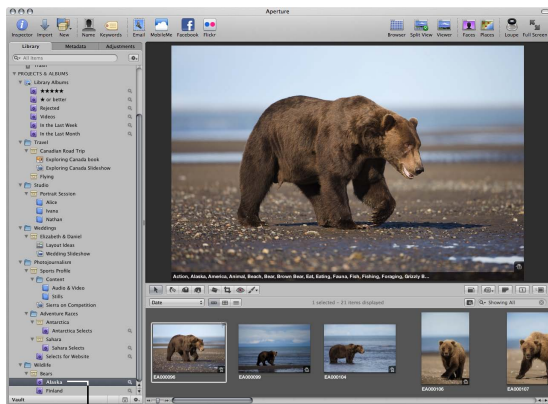 Aperture
Inspector Import New Name Keywords Email MobileMe Facebook Flickr Browser Split View Viewer Faces Places Loupe Full Screen
Library Metadata Adjustments
All Items
Travel
PROJECTS & ALBUMS
Library Albums
★★★★★
★ or better
Rejected
Videos
In the Last Week
In the Last Month
Travel
Canadian Road Trip
Exploring Canada book
Exploring Canada Slideshow
Flying
Studio
Portrait Session
Alice
Ivana
Nathan
Weddings
Elizabeth & Daniel
Layout Ideas
Wedding Slideshow
Photojournalism
Sports Profile
Content
Audio & Video
Stills
Sierra on Competition
Adventure Races
Antarctica
Antarctica Selects
Sahara
Sahara Selects
Selects for Website
Wildlife
Bears
Alaska
Finland
Vault
Action, Alaska, America, Animal, Beach, Bear, Brown Bear, Eat, Eating, Fauna, Fish, Fishing, Foraging, Grizzly B...
Date
1 selected – 21 items displayed
Showing All
EA000096
EA000099
EA000104
EA000106
EA000107